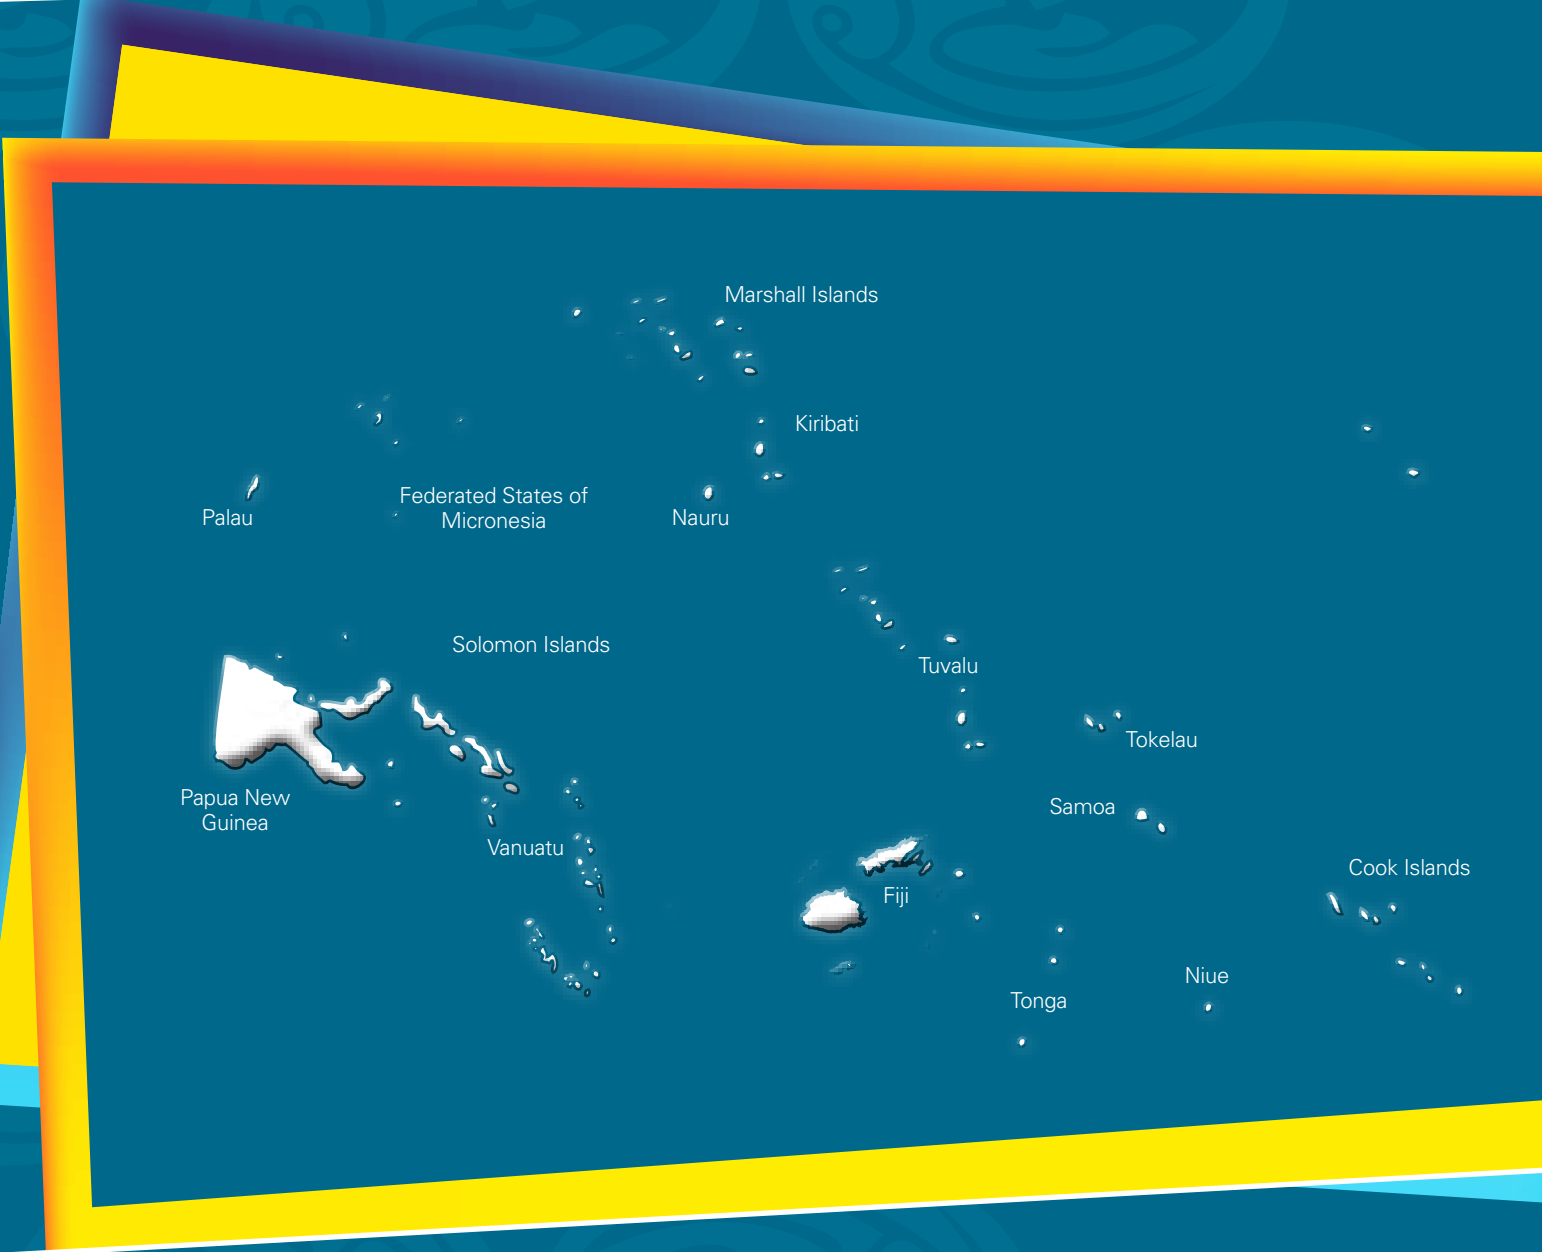 Marshall Islands
Kiribati
Federated States of
Micronesia
Palau
Nauru
Solomon Islands
Tuvalu
Tokelau
Papua New
Guinea
Samoa
Vanuatu
Cook Islands
Fiji
Niue
Tonga